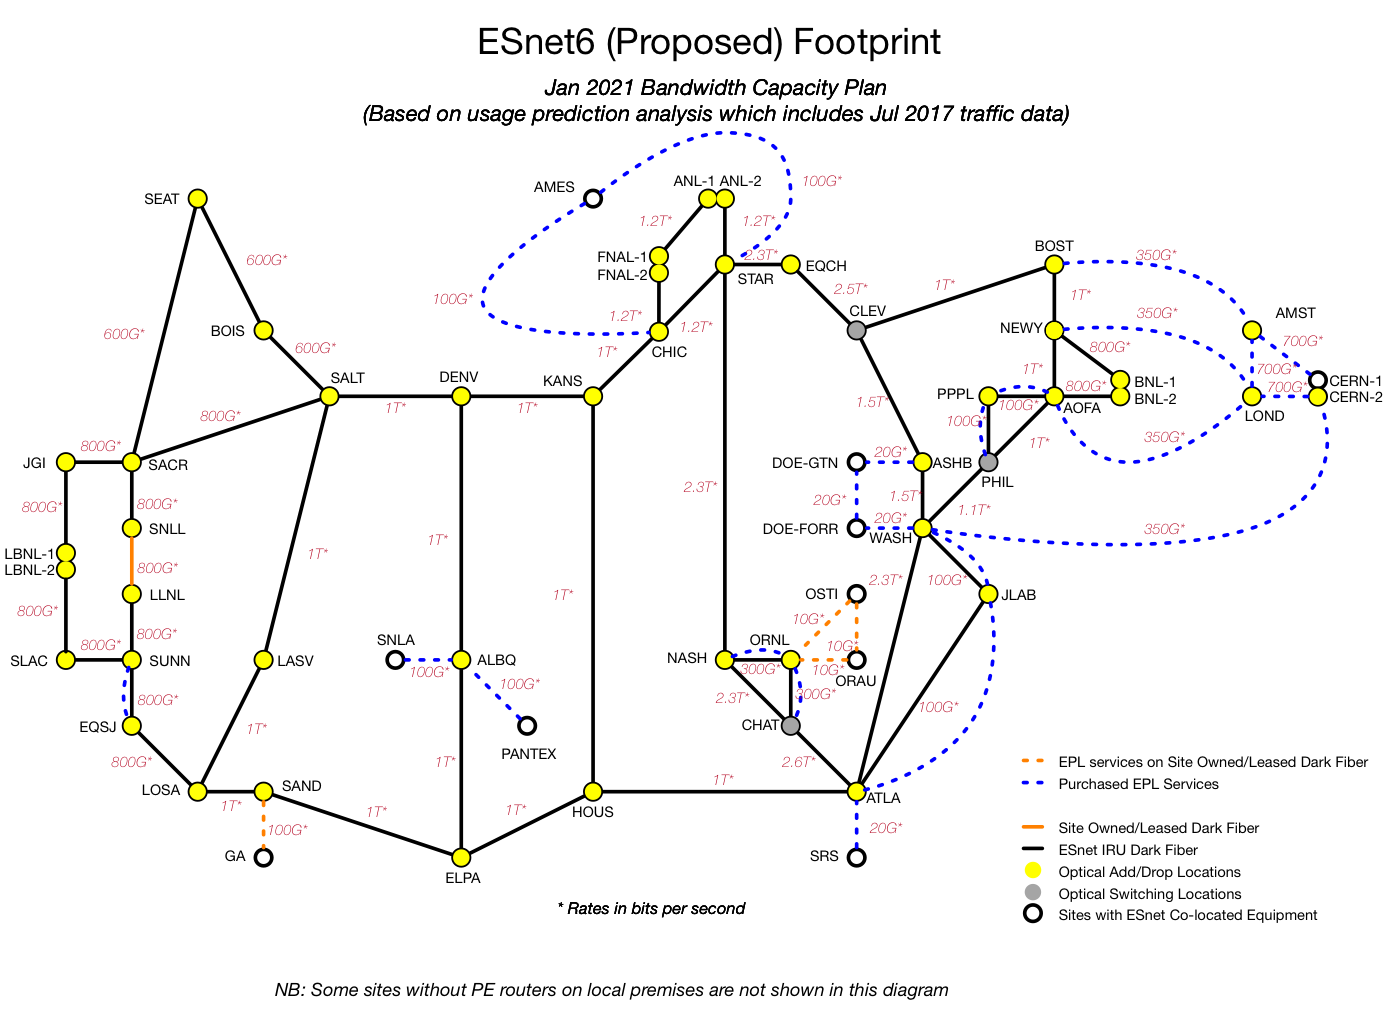 ESnet6 (Proposed) Footprint
Jan 2021 Bandwidth Capacity Plan
(Based on usage prediction analysis which includes Jul 2017 traffic data)
AMES
ANL-1 ANL-2
100G*
SEAT
1.2T* 1.2T*
BOST
600G*
FNAL-1
2.3T*
350G*
FNAL-2
STAR
EQCH
100G*
2.5T*
1T*
1T*
CLEV
1.2T*
1.2T*
350G*
AMST
BOIS
600G*
NEWY
600G*
CHIC
1T*
800G*
700G*
SALT
DENV
KANS
1T*
700G*
BNL-1
CERN-1
PPPL
800G*
700G*
BNL-2
CERN-2
1T*
1T*
1.5T*
100G*
AOFA
LOND
800G*
100G*
350G*
800G*
1T*
JGI
SACR
DOE-GTN
20G*
ASHB
PHIL
800G*
800G*
2.3T*
20G*
1.5T*
1.1T*
SNLL
DOE-FORR
20G*
WASH
350G*
LBNL-1
LBNL-2
1T*
1T*
800G*
2.3T*
100G*
LLNL
1T*
OSTI
JLAB
800G*
10G*
800G*
SNLA
ORNL
10G*
800G*
SLAC
SUNN
LASV
ALBQ
NASH
100G*
300G*
10G*
ORAU
100G*
800G*
2.3T*
300G*
100G*
EQSJ
1T*
PANTEX
CHAT
800G*
1T*
2.6T*
EPL services on Site Owned/Leased Dark Fiber
LOSA
SAND
1T*
Purchased EPL Services
1T*
1T*
1T*
HOUS
ATLA
100G*
20G*
Site Owned/Leased Dark Fiber
GA
SRS
ESnet IRU Dark Fiber
ELPA
Optical Add/Drop Locations
Optical Switching Locations
* Rates in bits per second
Sites with ESnet Co-located Equipment
NB: Some sites without PE routers on local premises are not shown in this diagram